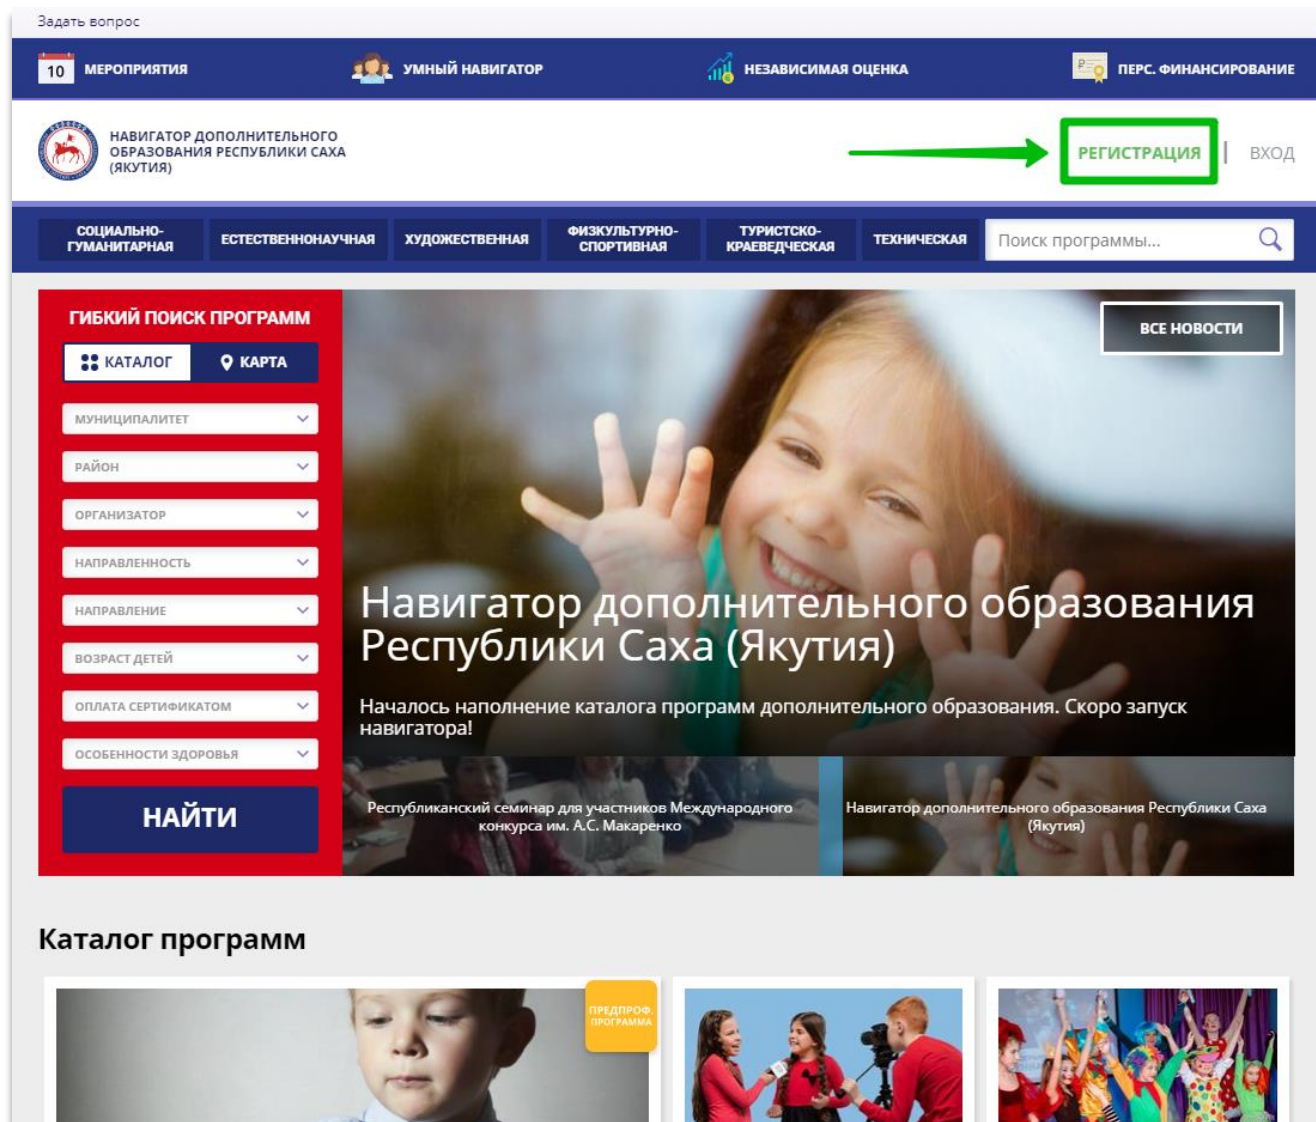 Задать вопрос
10 МЕРОПРИЯТИЯ
УМНЫЙ НАВИГАТОР
НЕЗАВИСИМАЯ ОЦЕНКА
ПЕРС. ФИНАНСИРОВАНИЕ
НАВИГАТОР ДОПОЛНИТЕЛЬНОГО
ОБРАЗОВАНИЯ РЕСПУБЛИКИ САХА
(ЯКУТИЯ)
РЕГИСТРАЦИЯ | ВХОД
СОЦИАЛЬНО-
ГУМАНИТАРНАЯ
ЕСТЕСТВЕННОНАУЧНАЯ
ХУДОЖЕСТВЕННАЯ
ФИЗКУЛЬТУРНО-
СПОРТИВНАЯ
ТУРИСТСКО-
КРАЕВЕДЧЕСКАЯ
ТЕХНИЧЕСКАЯ
Поиск программы...
ГИБКИЙ ПОИСК ПРОГРАММ
КАТАЛОГ
КАРТА
МУНИЦИПАЛИТЕТ
РАЙОН
ОРГАНИЗАТОР
НАПРАВЛЕННОСТЬ
НАПРАВЛЕНИЕ
ВОЗРАСТ ДЕТЕЙ
ОПЛАТА СЕРТИФИКАТОМ
ОСОБЕННОСТИ ЗДОРОВЬЯ
НАЙТИ
ВСЕ НОВОСТИ
Навигатор дополнительного образования
Республики Саха (Якутия)
Началось наполнение каталога программ дополнительного образования. Скоро запуск
навигатора!
Республиканский семинар для участников Международного
конкурса им. А.С. Макаренко
Навигатор дополнительного образования Республики Саха
(Якутия)
Каталог программ
ПРЕДПРОФ.
ПРОГРАММА